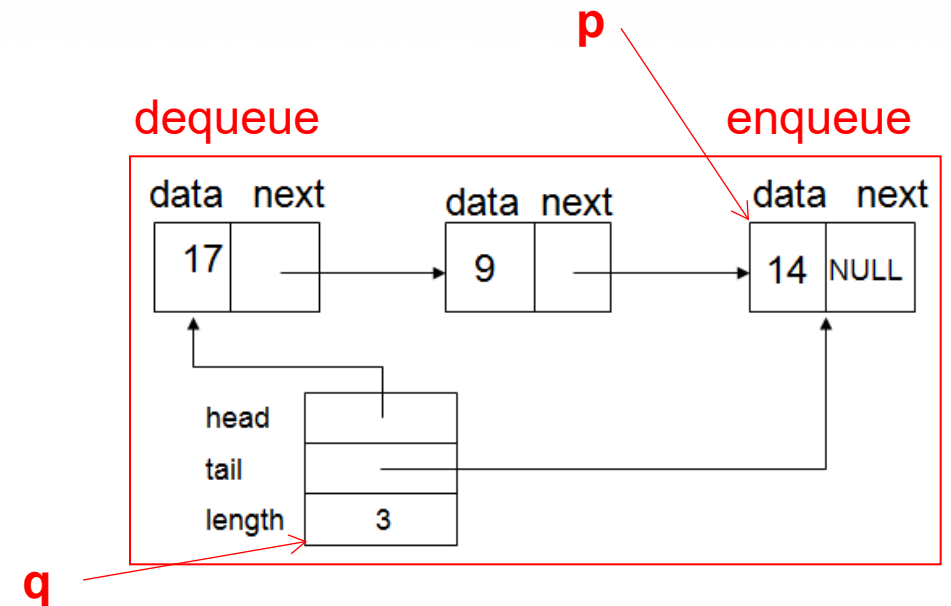 p
dequeue enqueue
data next data next data next
17 9 14 NULL
head
tail
length 3
q